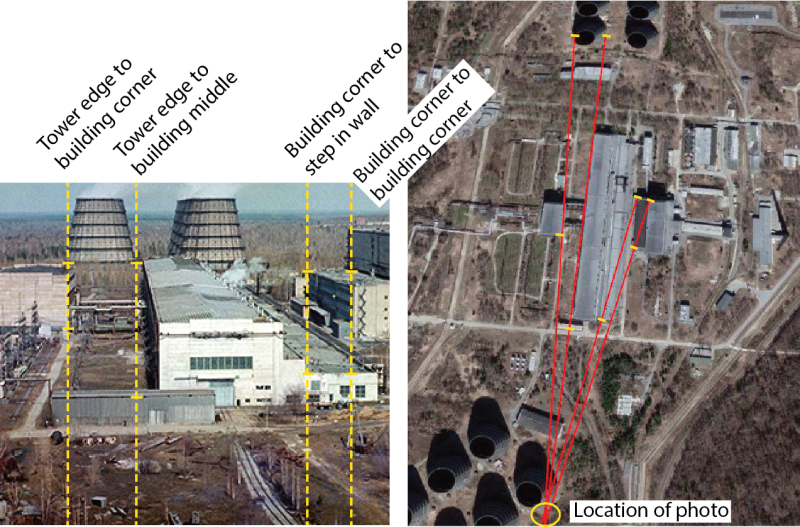 Tower edge to
building corner
Tower edge to
building middle
Building corner to
step in wall
Building corner to
building corner
Location of photo